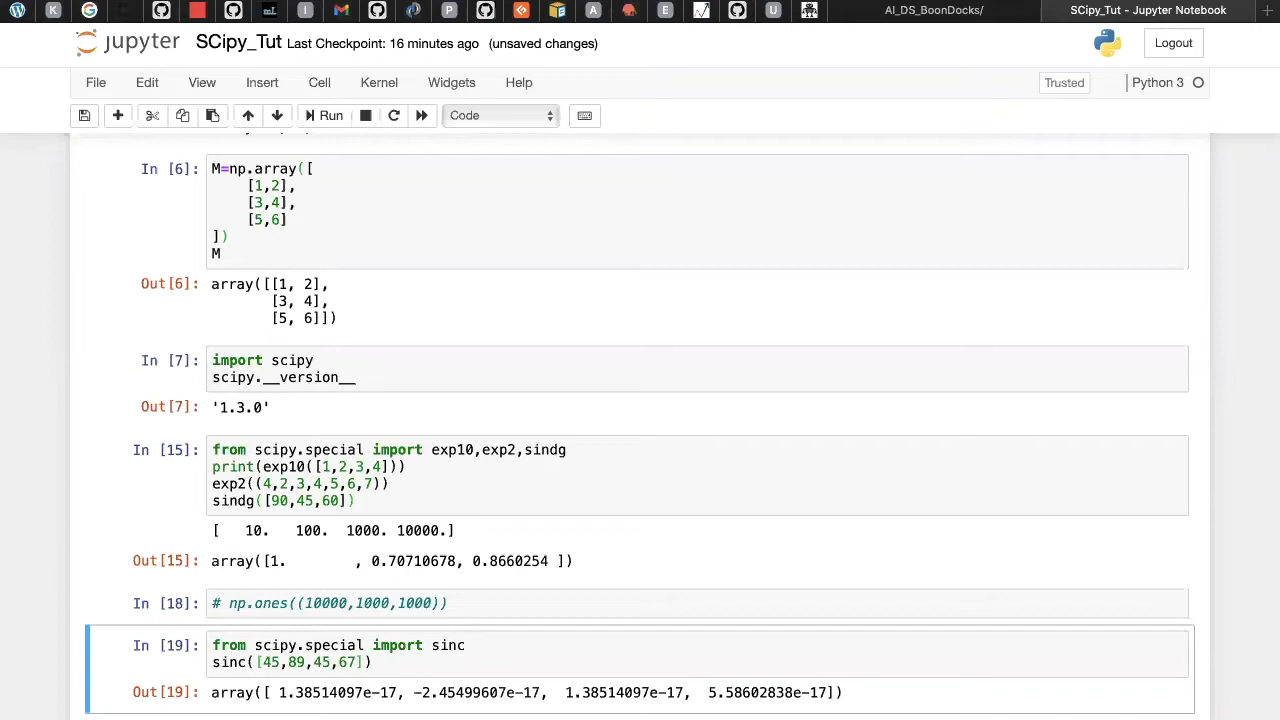 AI_DS_BoonDocks/
SCipy_Tut - Jupyter Notebook
jupyter SCipy_Tut Last Checkpoint: 16 minutes ago (unsaved changes)
Logout
File Edit View Insert Cell Kernel Widgets Help
Trusted
Python 3
Run
Code
In [6]: M=np.array([
[1,2],
[3,4],
[5,6]
])
M
Out[6]: array([[1, 2],
[3, 4],
[5, 6]])
In [7]: import scipy
scipy.__version__
Out[7]: '1.3.0'
In [15]: from scipy.special import exp10,exp2,sindg
print(exp10([1,2,3,4]))
exp2((4,2,3,4,5,6,7))
sindg([90,45,60])
[   10.   100.  1000. 10000.]
Out[15]: array([1.        , 0.70710678, 0.8660254 ])
In [18]: # np.ones((10000,1000,1000))
In [19]: from scipy.special import sinc
sinc([45,89,45,67])
Out[19]: array([ 1.38514097e-17, -2.45499607e-17,  1.38514097e-17,  5.58602838e-17])